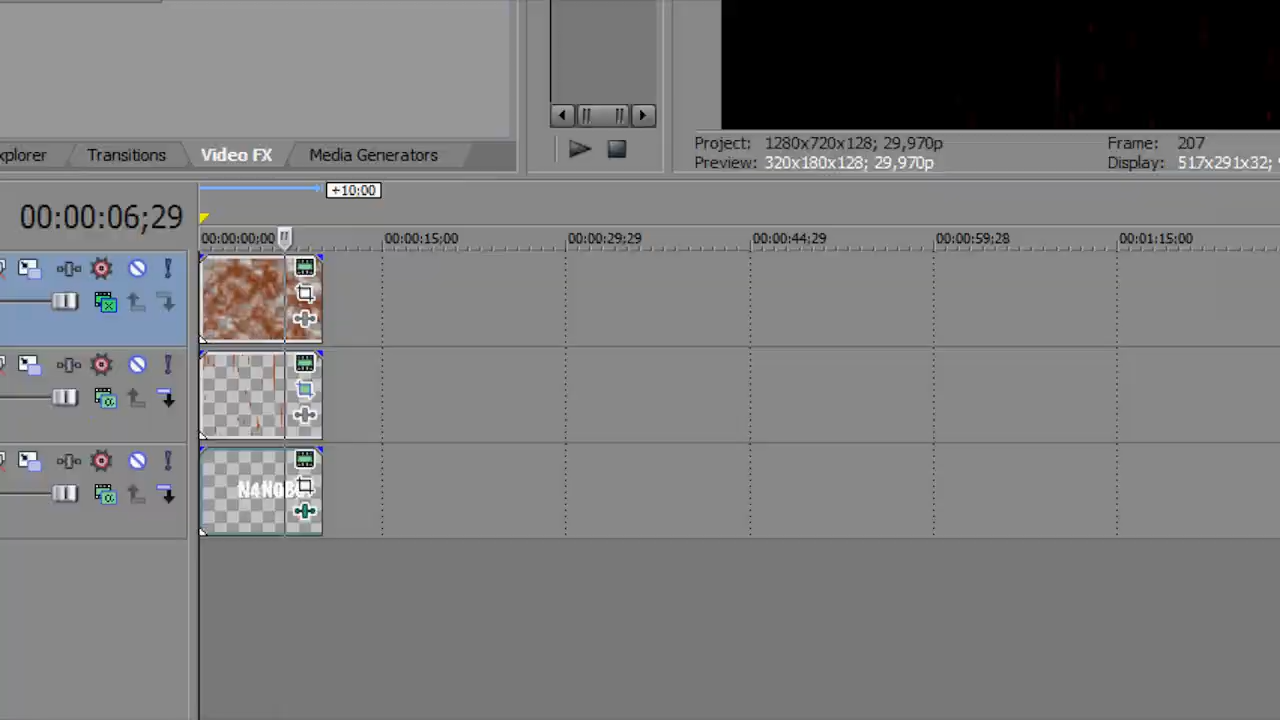 Project: 1280x720x128; 29,970p Frame: 207
xplorer Transitions Video FX Media Generators
Preview: 320x180x128; 29,970p Display: 517x291x32;
+10:00
00:00:06;29
00:00:00;00 00:00:15;00 00:00:29;29 00:00:44;29 00:00:59;28 00:01:15;00